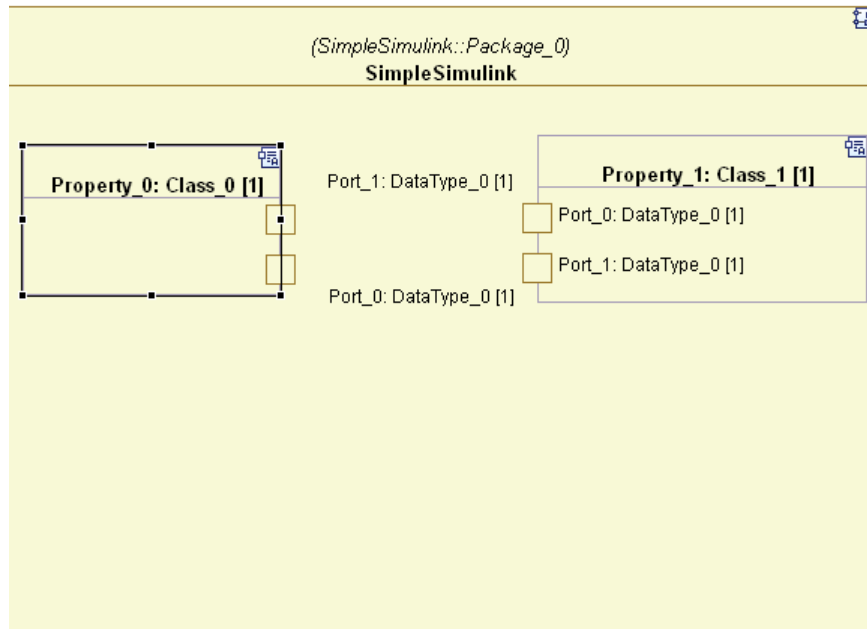 (SimpleSimulink::Package_0)
SimpleSimulink
Property_0: Class_0 [1]
Port_1: DataType_0 [1]
Port_0: DataType_0 [1]
Property_1: Class_1 [1]
Port_0: DataType_0 [1]
Port_1: DataType_0 [1]